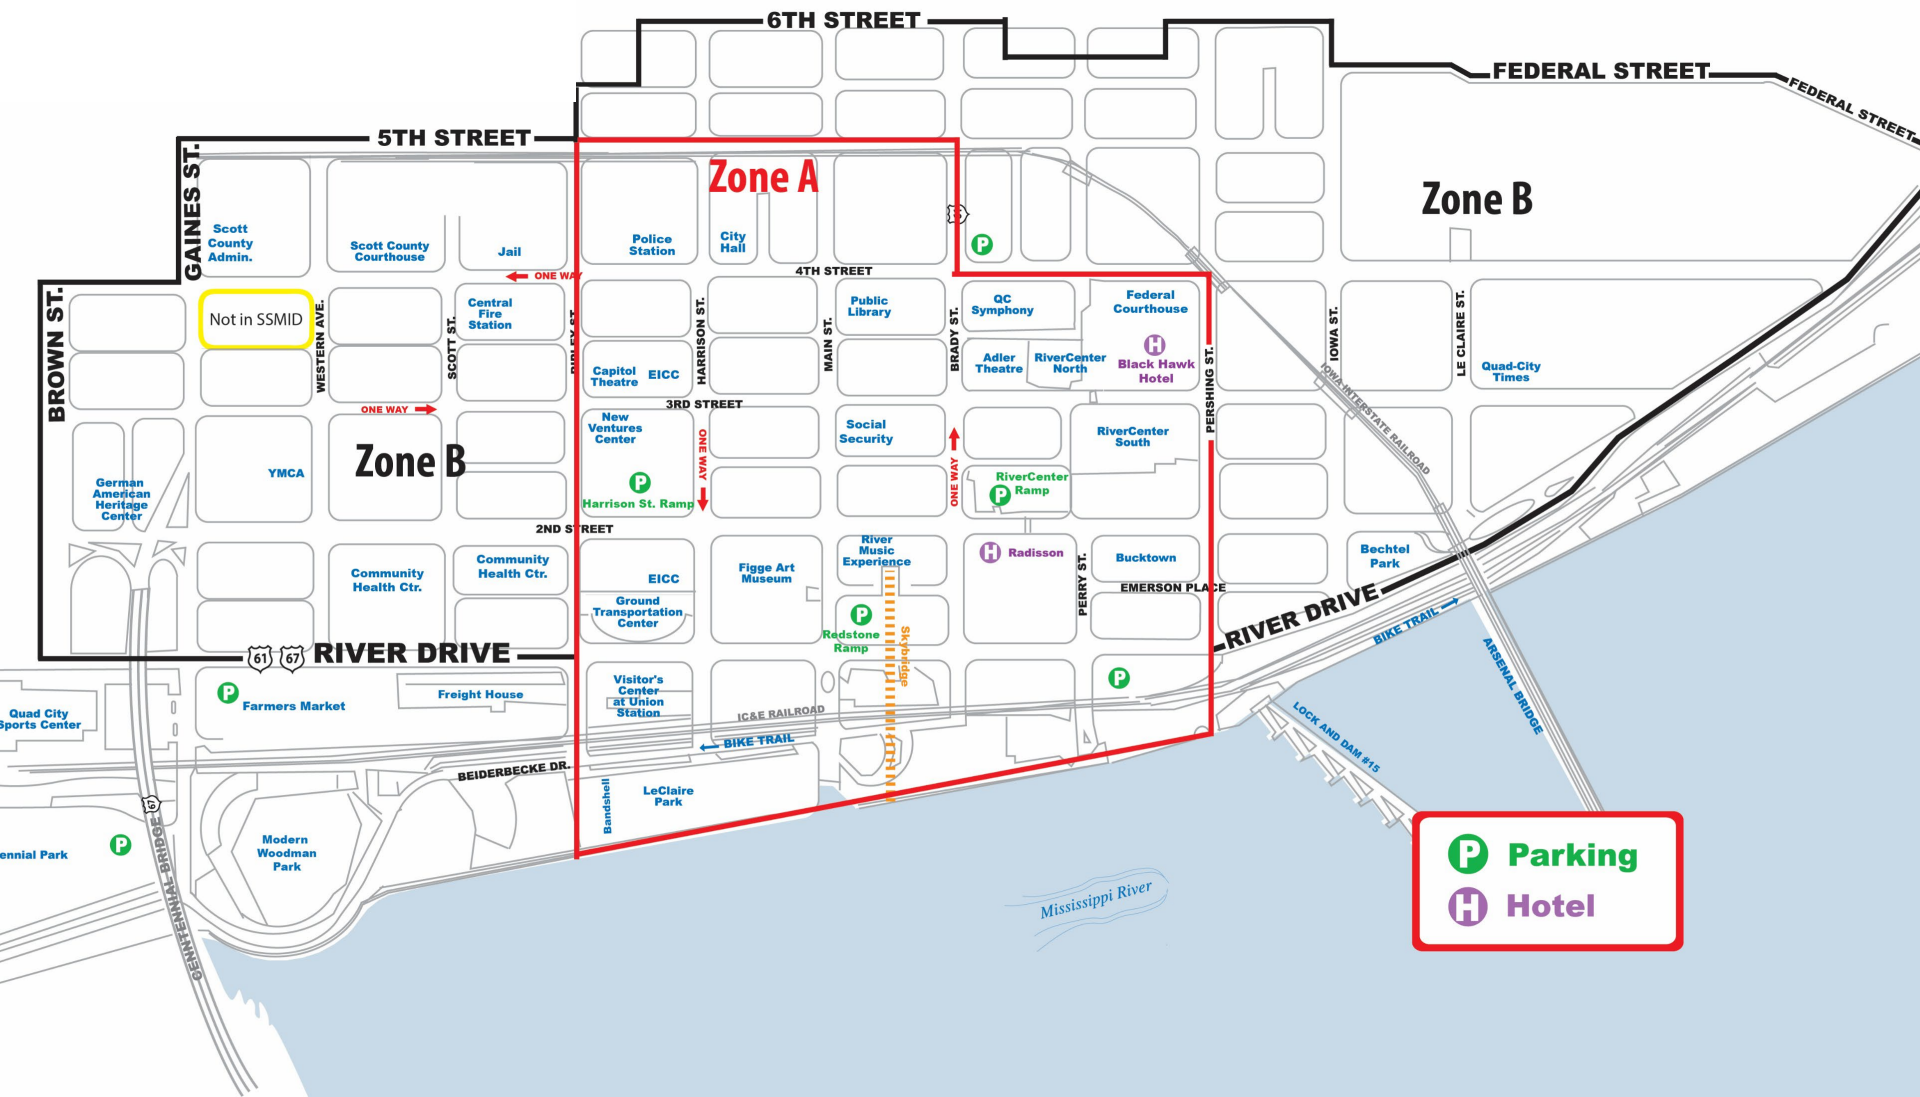 6TH STREET
FEDERAL STREET
FEDERAL STREET
5TH STREET
GAINES ST.
Zone A
Zone B
Scott
County
Admin.
Scott County
Courthouse
Jail
Police
Station
City
Hall
P
ONE WAY
4TH STREET
BROWN ST.
Not in SSMID
WESTERN AVE.
SCOTT ST.
Central
Fire
Station
HARRISON ST.
MAIN ST.
Public
Library
BRADY ST.
QC
Symphony
Federal
Courthouse
H
Black Hawk
Hotel
PERSHING ST.
IOWA ST.
LE CLAIRE ST.
Quad-City
Times
IOWA INTERSTATE RAILROAD
Capitol
Theatre
EICC
Adler
Theatre
RiverCenter
North
ONE WAY
3RD STREET
New
Ventures
Center
ONE WAY
Social
Security
ONE WAY
RiverCenter
South
Zone B
YMCA
German
American
Heritage
Center
P
Harrison St. Ramp
RiverCenter
P Ramp
2ND STREET
Community
Health Ctr.
Community
Health Ctr.
EICC
Figge Art
Museum
River
Music
Experience
H Radisson
PERRY ST.
Bucktown
EMERSON PLACE
Bechtel
Park
Ground
Transportation
Center
P
Redstone
Ramp
Skybridge
RIVER DRIVE
BIKE TRAIL
ARSENAL BRIDGE
61 67 RIVER DRIVE
P
Farmers Market
Freight House
Visitor's
Center
at Union
Station
P
IC&E RAILROAD
BIKE TRAIL
LOCK AND DAM #15
Quad City
Sports Center
BEIDERBECKE DR.
Bandshell
LeClaire
Park
67
CENNTENNIAL BRIDGE
ennial Park
P
Modern
Woodman
Park
Mississippi River
P Parking
H Hotel